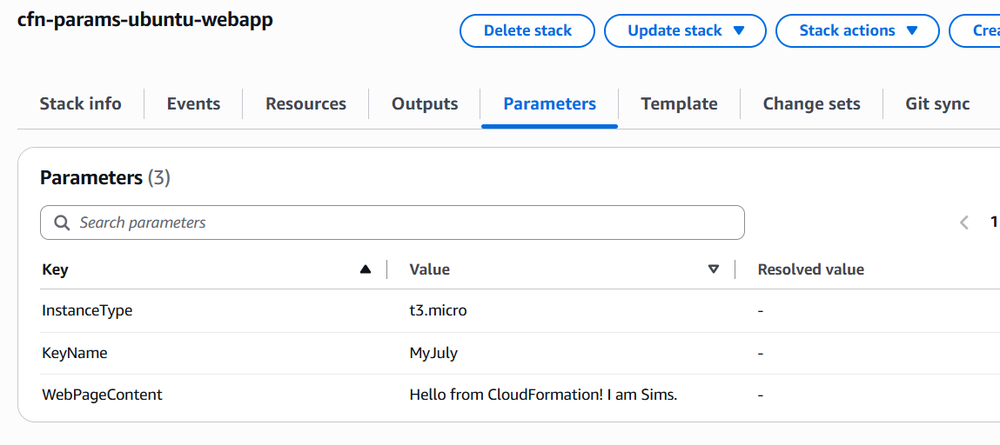 cfn-params-ubuntu-webapp
Delete stack
Update stack
Stack actions
Crea
Stack info
Events
Resources
Outputs
Parameters
Template
Change sets
Git sync
Parameters (3)
Search parameters
1
Key
Value
Resolved value
InstanceType t3.micro -
KeyName MyJuly -
WebPageContent Hello from CloudFormation! I am Sims. -